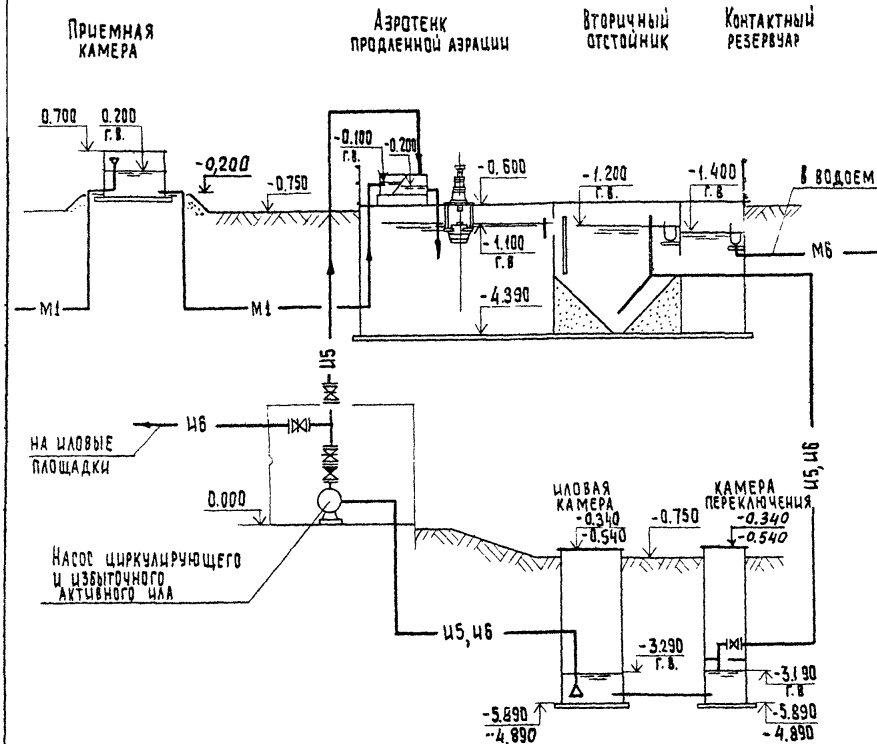 Приемная
камера
Аэротенк
продленной аэрации
Вторичный
отстойник
Контактный
резервуар
0.700
0.200
г.в.
-0,200
-0.750
-0.100
г.в.
-0.200
-0.600
-1.100
г.в
-4.390
-1.200
г.в.
-1.400
г.в
в водоем
М1
М1
М6
И5
И6
на иловые
площадки
0.000
Насос циркулирующего
и избыточного
активного ила
И5,И6
И5,И6
иловая
камера
-0.340
-0.540
-0.750
камера
переключения
-0.340
-0.540
-3.290
г.в.
-3.190
г.в
-5.890
-4.890
-5.890
-4.890